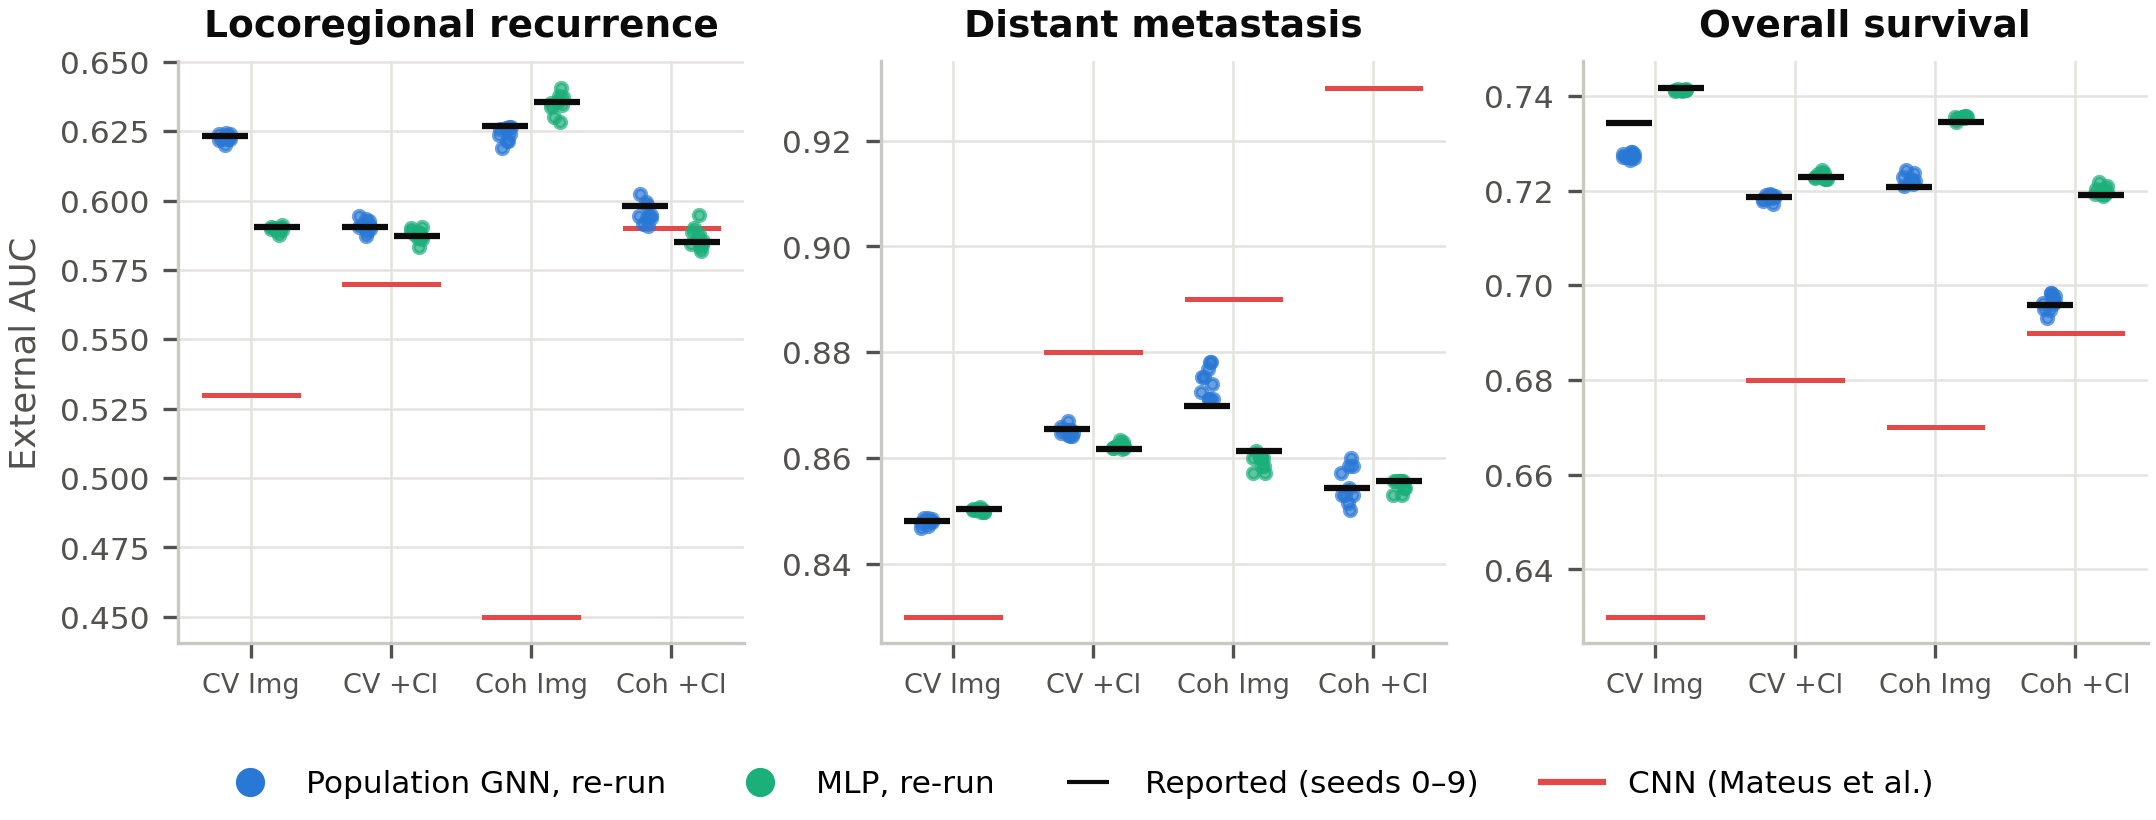 Locoregional recurrence
Distant metastasis
Overall survival
External AUC
0.650
0.625
0.600
0.575
0.550
0.525
0.500
0.475
0.450
CV Img
CV +Cl
Coh Img
Coh +Cl
0.92
0.90
0.88
0.86
0.84
CV Img
CV +Cl
Coh Img
Coh +Cl
0.74
0.72
0.70
0.68
0.66
0.64
CV Img
CV +Cl
Coh Img
Coh +Cl
Population GNN, re-run
MLP, re-run
Reported (seeds 0–9)
CNN (Mateus et al.)